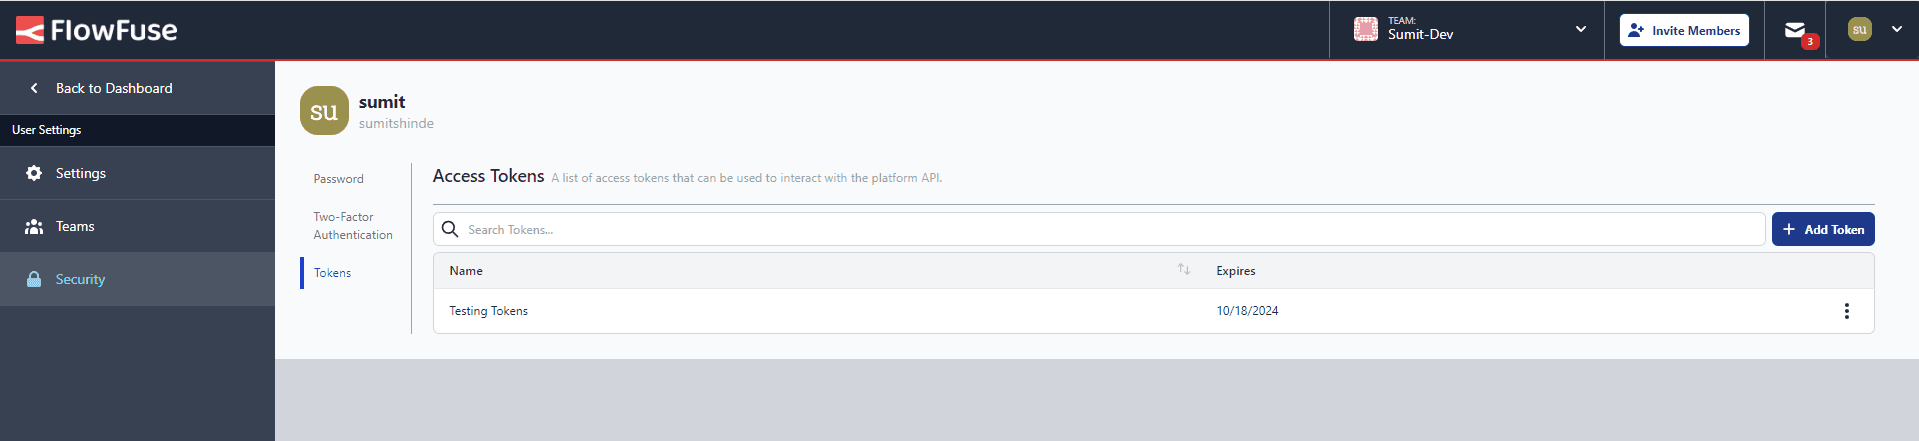 FlowFuse
TEAM:
Sumit-Dev
Invite Members
3
su
Back to Dashboard
User Settings
Settings
Teams
Security
su
sumit
sumitshinde
Password
Two-Factor
Authentication
Tokens
Access Tokens A list of access tokens that can be used to interact with the platform API.
Search Tokens...
Add Token
Name
Expires
Testing Tokens
10/18/2024